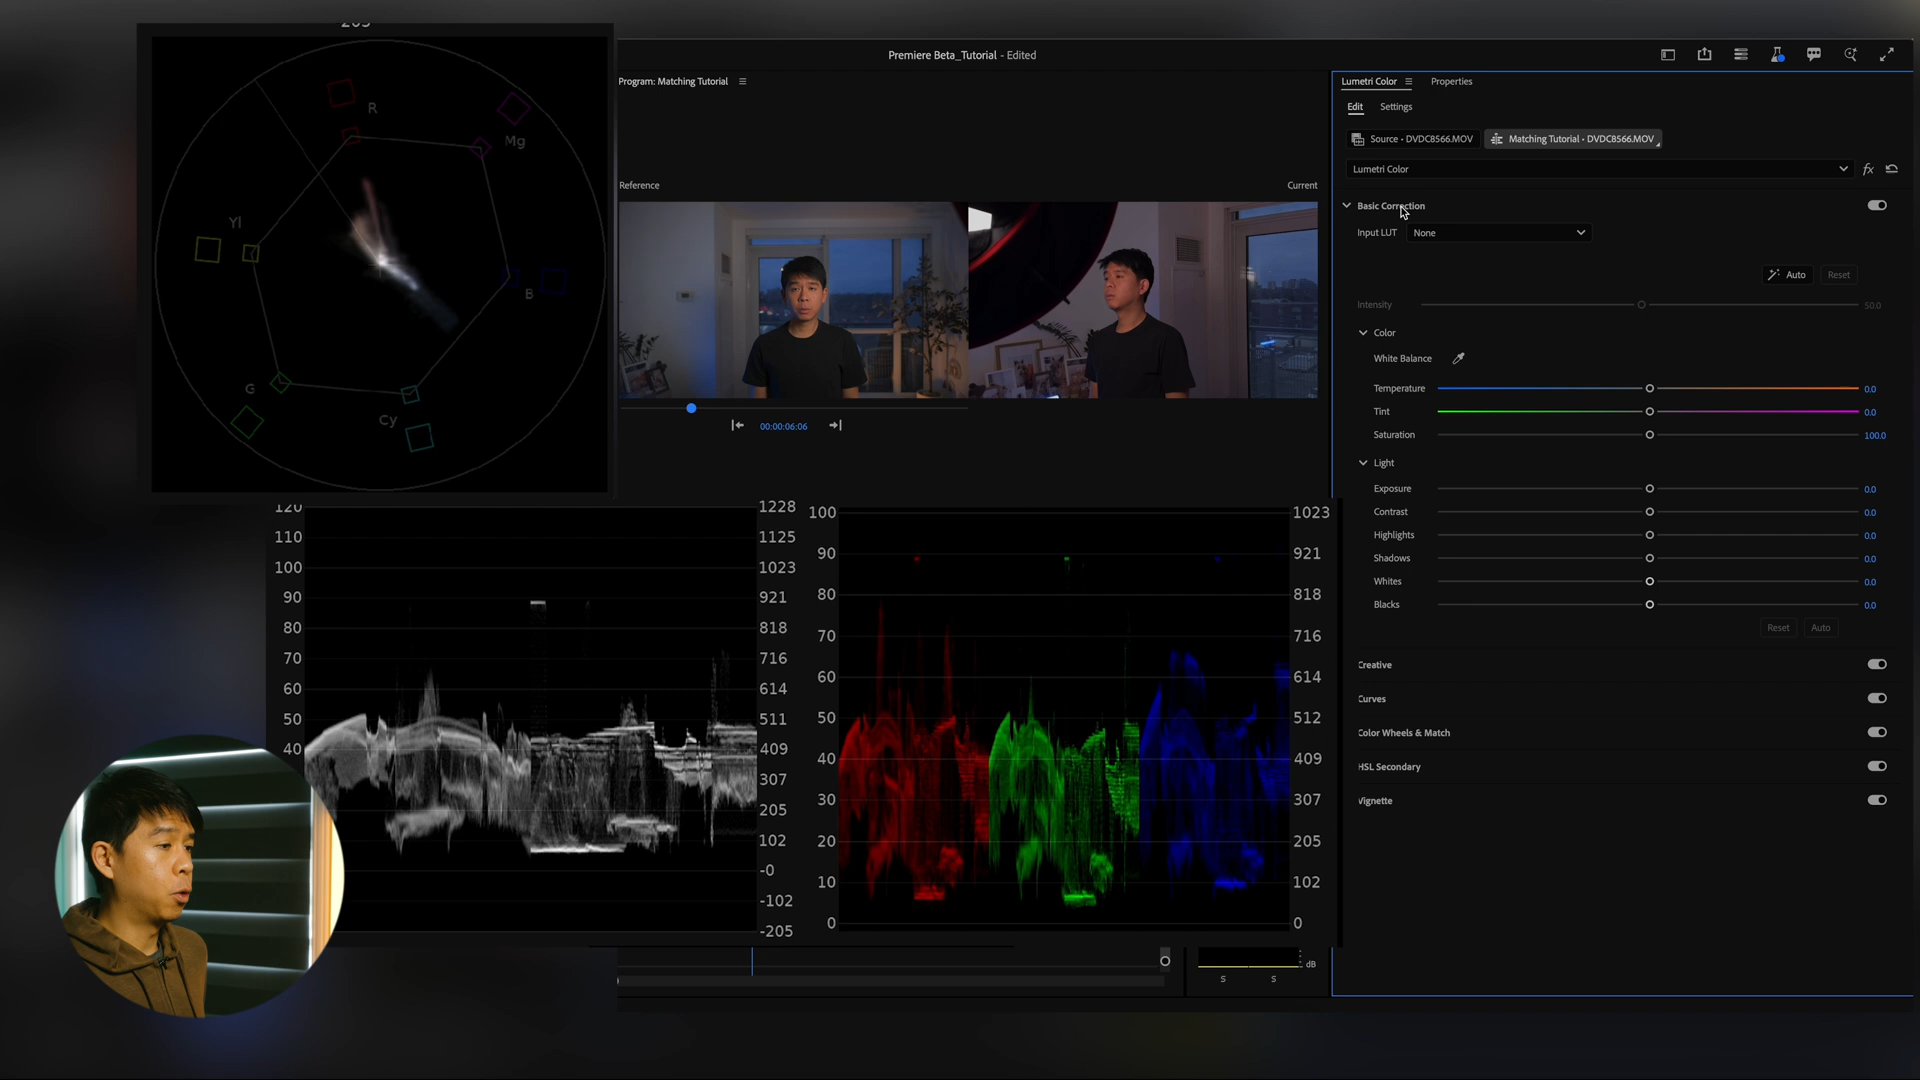 Premiere Beta_Tutorial - Edited
Program: Matching Tutorial
Reference
Current
00:00:06:06
R
Mg
Yl
B
G
Cy
120
110
100
90
80
70
60
50
40
1228
1125
1023
921
818
716
614
511
409
307
205
102
-0
-102
-205
100
90
80
70
60
50
40
30
20
10
0
1023
921
818
716
614
512
409
307
205
102
0
S
S
dB
Lumetri Color
Properties
Edit
Settings
Source - DVDC8566.MOV
Matching Tutorial - DVDC8566.MOV
Lumetri Color
fx
Basic Correction
Input LUT
None
Auto
Reset
Intensity
50.0
Color
White Balance
Temperature
0.0
Tint
0.0
Saturation
100.0
Light
Exposure
0.0
Contrast
0.0
Highlights
0.0
Shadows
0.0
Whites
0.0
Blacks
0.0
Reset
Auto
Creative
Curves
Color Wheels & Match
HSL Secondary
Vignette